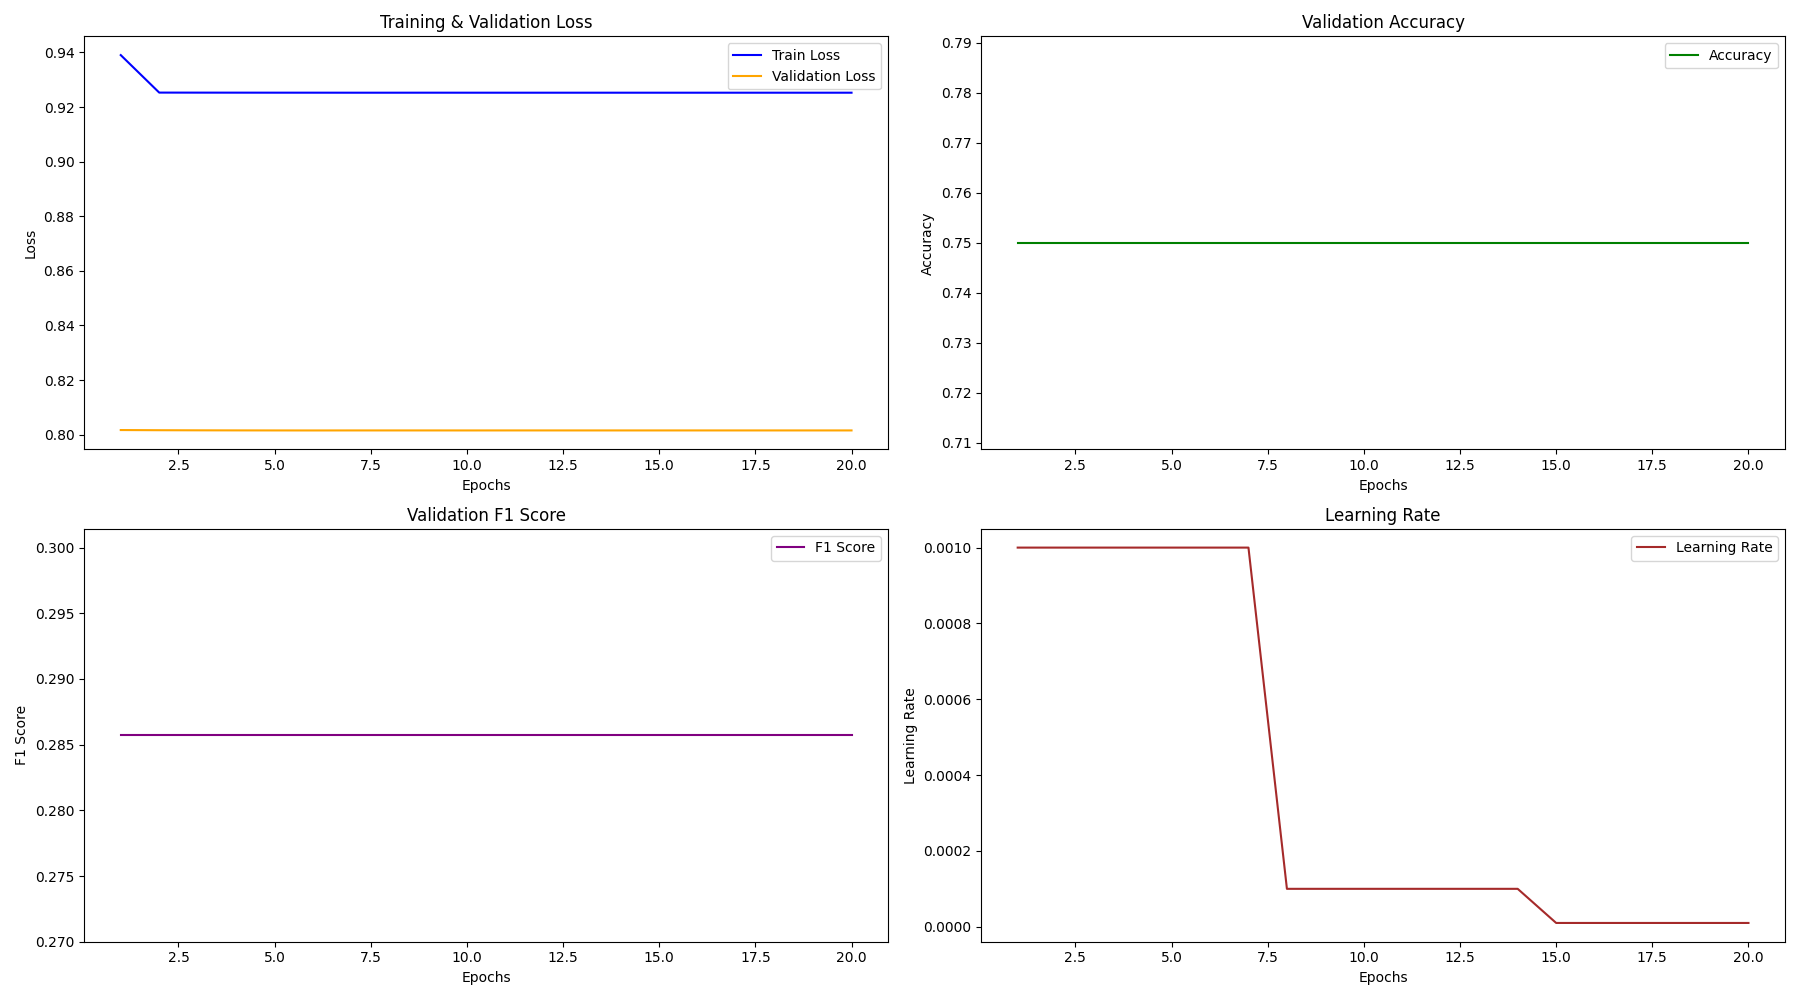 Training & Validation Loss
Train Loss
Validation Loss
0.94
0.92
0.90
0.88
0.86
0.84
0.82
0.80
Loss
2.5 5.0 7.5 10.0 12.5 15.0 17.5 20.0
Epochs
Validation Accuracy
Accuracy
0.79
0.78
0.77
0.76
0.75
0.74
0.73
0.72
0.71
Accuracy
2.5 5.0 7.5 10.0 12.5 15.0 17.5 20.0
Epochs
Validation F1 Score
F1 Score
0.300
0.295
0.290
0.285
0.280
0.275
0.270
F1 Score
2.5 5.0 7.5 10.0 12.5 15.0 17.5 20.0
Epochs
Learning Rate
Learning Rate
0.0010
0.0008
0.0006
0.0004
0.0002
0.0000
Learning Rate
2.5 5.0 7.5 10.0 12.5 15.0 17.5 20.0
Epochs